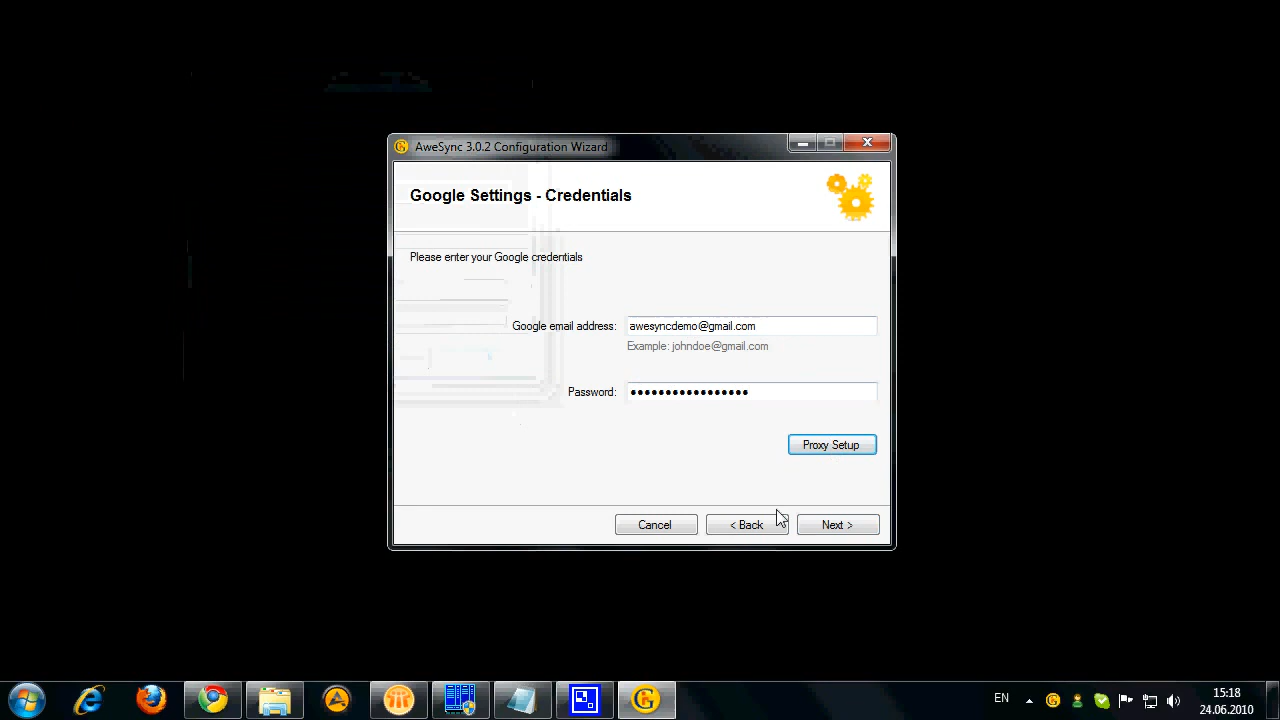 AweSync 3.0.2 Configuration Wizard
Google Settings - Credentials
Please enter your Google credentials
Google email address: awesyncdemo@gmail.com
Example: johndoe@gmail.com
Password: •••••••••••••••••
Proxy Setup
Cancel < Back Next >
EN 15:18
24.06.2010